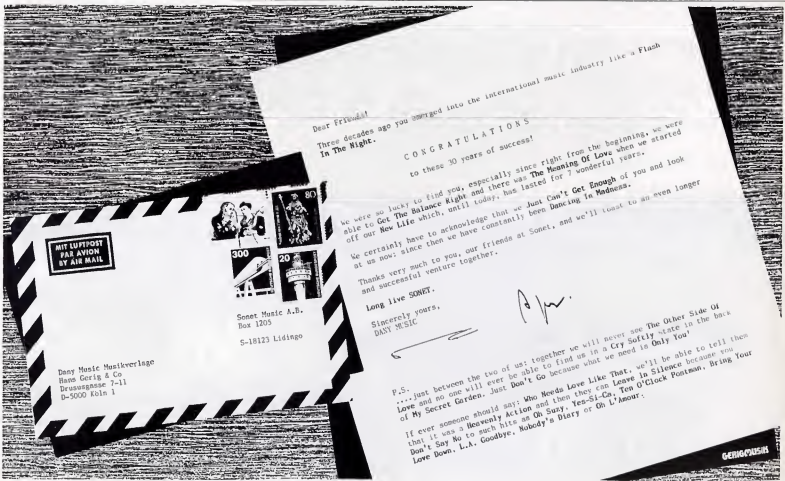 MIT LUFTPOST
PAR AVION
BY AIR MAIL
80
300
20
Sonet Music A.B.
Box 1205
S-18123 Lidingo
Dany Music Musikverlage
Hans Gerig & Co
Drususgasse 7-11
D-5000 Köln 1
Dear Friends!
Three decades ago you emerged into the international music industry like a Flash
In The Night.
CONGRATULATIONS
to these 30 years of success!
We were so lucky to find you, especially since right from the beginning, we were
able to Get The Balance Right and there was The Meaning Of Love when we started
off our New Life which, until today, has lasted for 7 wonderful years.
We certainly have to acknowledge that we Just Can't Get Enough of you and look
at us now: since then we have constantly been Dancing In Madness.
Thanks very much to you, our friends at Sonet, and we'll toast to an even longer
and successful venture together.
Long live SONET.
Sincerely yours,
DANY MUSIC
P.S.
....just between the two of us: together we will never see The Other Side Of
Love and no one will ever be able to find us in a Cry Softly state in the back
of My Secret Garden. Just Don't Go because what we need is Only You!
If ever someone should say: Who Needs Love Like That, we'll be able to tell them
that it was a Heavenly Action and then they can Leave in Silence because you
Don't Say No to such hits as Oh Suzy, Yes-Si-Ca, Ten O'Clock Postman, Bring Your
Love Down, L.A. Goodbye, Nobody's Diary or Oh L'Amour.
GERIGMUSIK